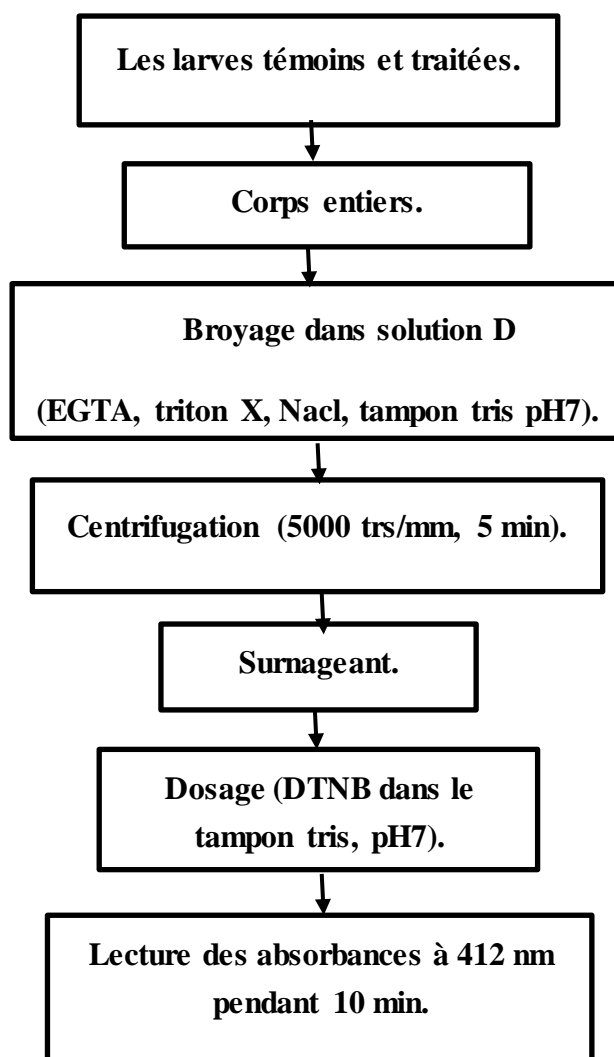 Les larves témoins et traitées.
Corps entiers.
Broyage dans solution D
(EGTA, triton X, Nacl, tampon tris pH7).
Centrifugation (5000 trs/mm, 5 min).
Surnageant.
Dosage (DTNB dans le
tampon tris, pH7).
Lecture des absorbances à 412 nm
pendant 10 min.